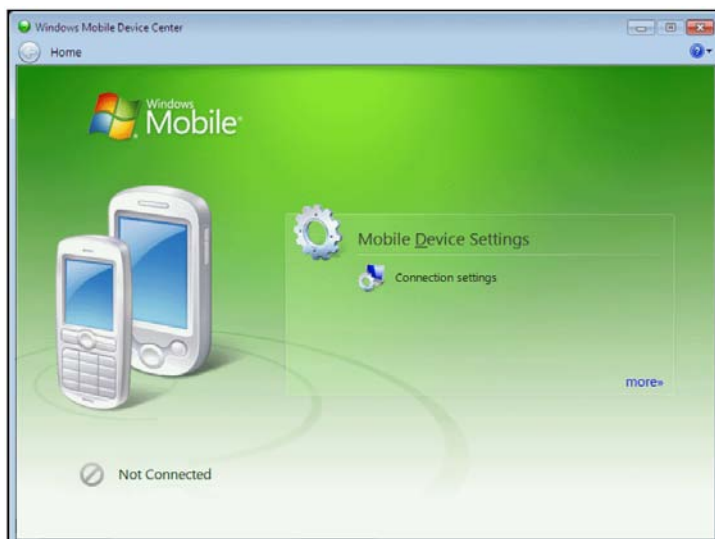 Windows Mobile Device Center
Home
Windows
Mobile
Mobile Device Settings
Connection settings
more»
Not Connected